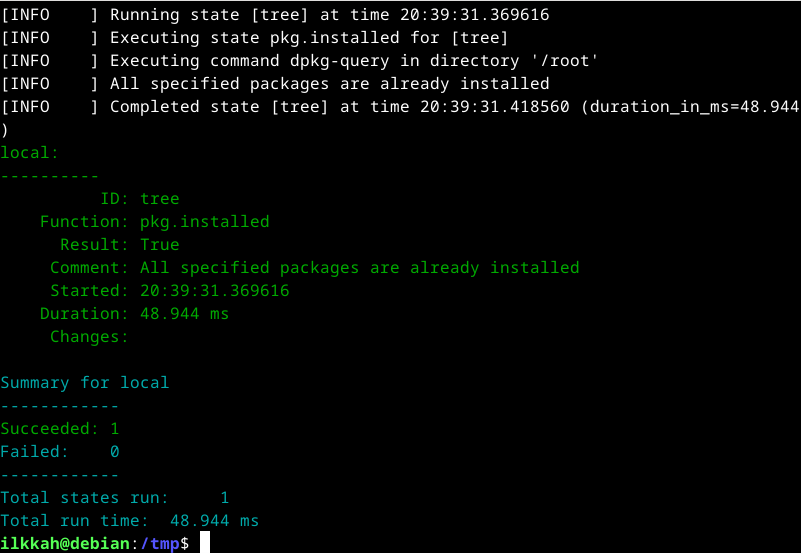 [INFO    ] Running state [tree] at time 20:39:31.369616
[INFO    ] Executing state pkg.installed for [tree]
[INFO    ] Executing command dpkg-query in directory '/root'
[INFO    ] All specified packages are already installed
[INFO    ] Completed state [tree] at time 20:39:31.418560 (duration_in_ms=48.944
)
local:
----------
          ID: tree
    Function: pkg.installed
      Result: True
     Comment: All specified packages are already installed
     Started: 20:39:31.369616
    Duration: 48.944 ms
     Changes:

Summary for local
------------
Succeeded: 1
Failed:    0
------------
Total states run:     1
Total run time:  48.944 ms
ilkkah@debian:/tmp$